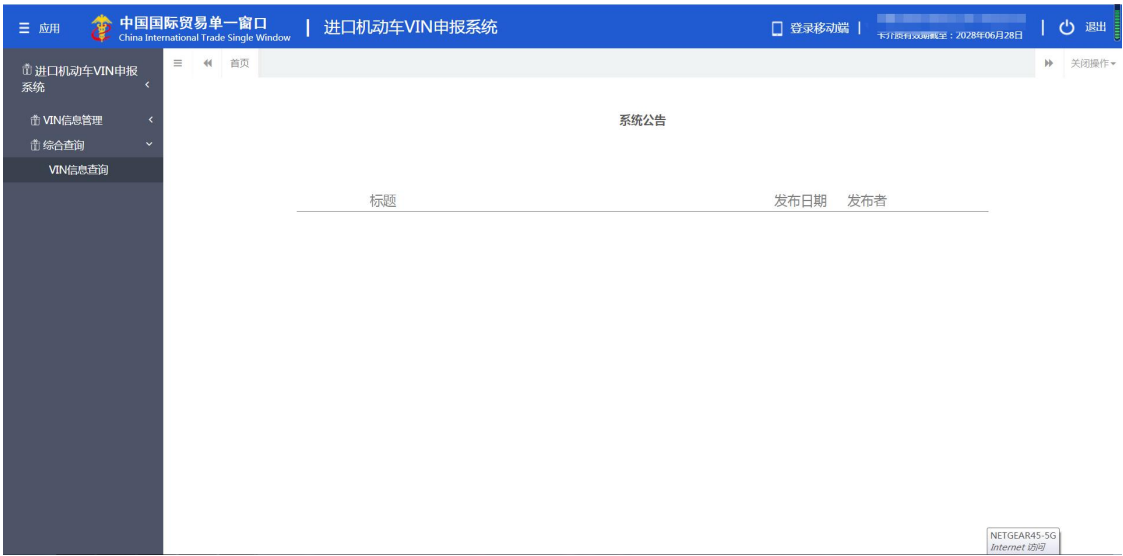 应用
中国国际贸易单一窗口
China International Trade Single Window
进口机动车VIN申报系统
登录移动端
卡介质有效期截至：2028年06月28日
退出
进口机动车VIN申报
系统
VIN信息管理
综合查询
VIN信息查询
首页
关闭操作
系统公告
标题 发布日期 发布者
NETGEAR45-5G
Internet 访问